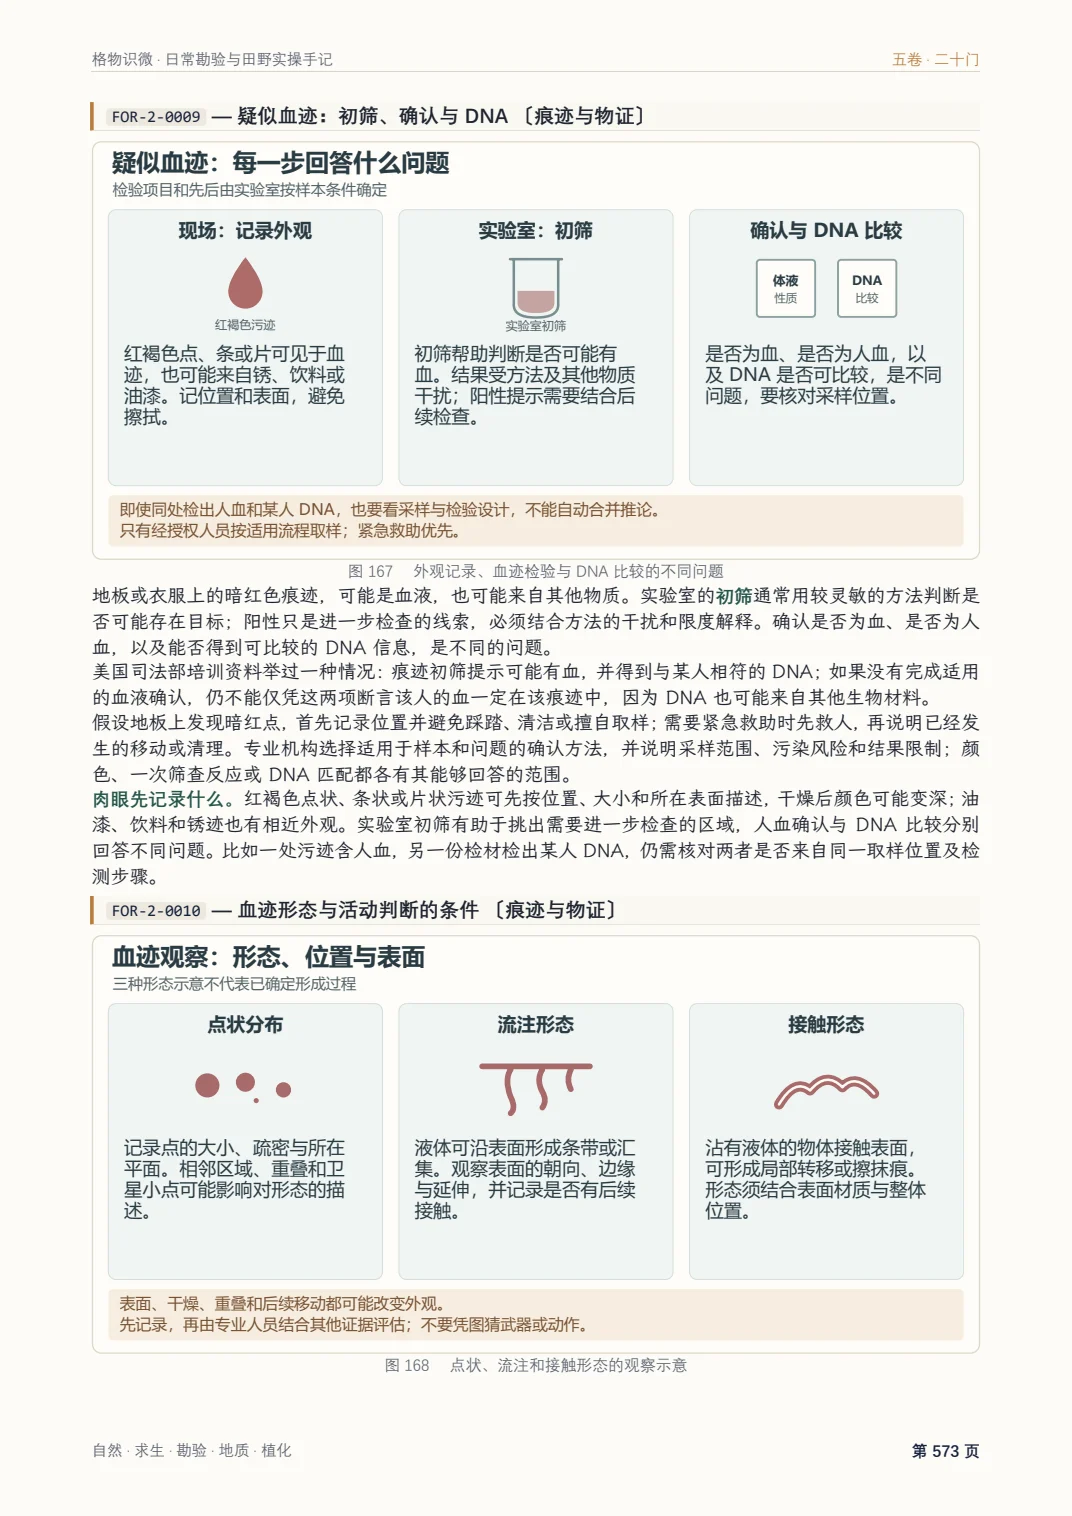 格物识微 · 日常勘验与田野实操手记
五卷 · 二十门
FOR-2-0009 — 疑似血迹：初筛、确认与 DNA 〔痕迹与物证〕
疑似血迹：每一步回答什么问题
检验项目和先后由实验室按样本条件确定
现场：记录外观
红褐色污迹
红褐色点、条或片可见于血
迹，也可能来自锈、饮料或
油漆。记位置和表面，避免
擦拭。
实验室：初筛
实验室初筛
初筛帮助判断是否可能有
血。结果受方法及其他物质
干扰；阳性提示需要结合后
续检查。
确认与 DNA 比较
体液
性质
DNA
比较
是否为血、是否为人血，以
及 DNA 是否可比较，是不同
问题，要核对采样位置。
即使同处检出人血和某人 DNA，也要看采样与检验设计，不能自动合并推论。
只有经授权人员按适用流程取样；紧急救助优先。
图 167 外观记录、血迹检验与 DNA 比较的不同问题
地板或衣服上的暗红色痕迹，可能是血液，也可能来自其他物质。实验室的初筛通常用较灵敏的方法判断是
否可能存在目标；阳性只是进一步检查的线索，必须结合方法的干扰和限度解释。确认是否为血、是否为人
血，以及能否得到可比较的 DNA 信息，是不同的问题。
美国司法部培训资料举过一种情况：痕迹初筛提示可能有血，并得到与某人相符的 DNA；如果没有完成适用
的血液确认，仍不能仅凭这两项断言该人的血一定在该痕迹中，因为 DNA 也可能来自其他生物材料。
假设地板上发现暗红点，首先记录位置并避免踩踏、清洁或擅自取样；需要紧急救助时先救人，再说明已经发
生的移动或清理。专业机构选择适用于样本和问题的确认方法，并说明采样范围、污染风险和结果限制；颜
色、一次筛查反应或 DNA 匹配都各有其能够回答的范围。
肉眼先记录什么。红褐色点状、条状或片状污迹可先按位置、大小和所在表面描述，干燥后颜色可能变深；油
漆、饮料和锈迹也有相近外观。实验室初筛有助于挑出需要进一步检查的区域，人血确认与 DNA 比较分别
回答不同问题。比如一处污迹含人血，另一份检材检出某人 DNA，仍需核对两者是否来自同一取样位置及检
测步骤。
FOR-2-0010 — 血迹形态与活动判断的条件 〔痕迹与物证〕
血迹观察：形态、位置与表面
三种形态示意不代表已确定形成过程
点状分布
记录点的大小、疏密与所在
平面。相邻区域、重叠和卫
星小点可能影响对形态的描
述。
流注形态
液体可沿表面形成条带或汇
集。观察表面的朝向、边缘
与延伸，并记录是否有后续
接触。
接触形态
沾有液体的物体接触表面，
可形成局部转移或擦抹痕。
形态须结合表面材质与整体
位置。
表面、干燥、重叠和后续移动都可能改变外观。
先记录，再由专业人员结合其他证据评估；不要凭图猜武器或动作。
图 168 点状、流注和接触形态的观察示意
自然 · 求生 · 勘验 · 地质 · 植化
第 573 页